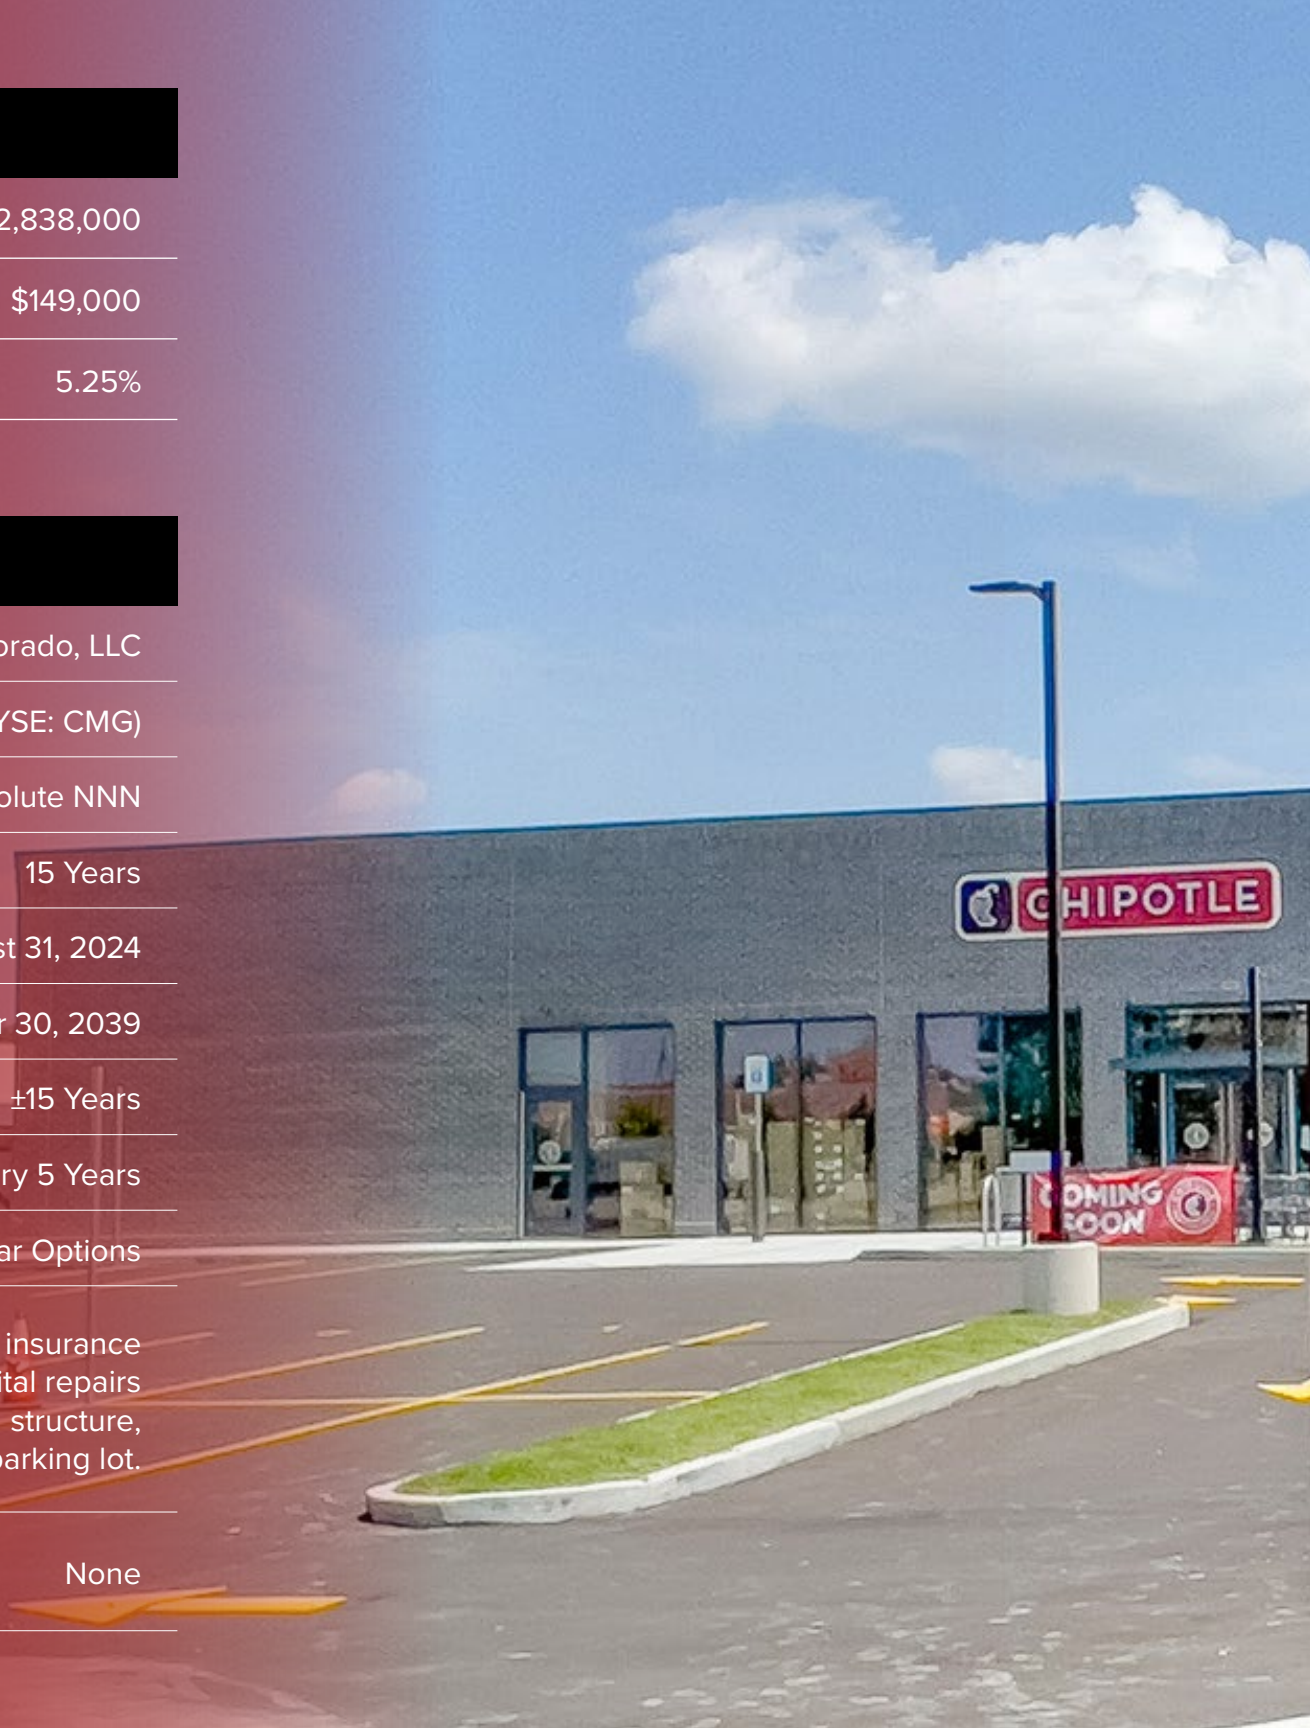 2,838,000
$149,000
5.25%
orado, LLC
YSE: CMG)
olute NNN
15 Years
st 31, 2024
r 30, 2039
±15 Years
ry 5 Years
ar Options
insurance
ital repairs
structure,
parking lot.
None
CHIPOTLE
COMING
SOON